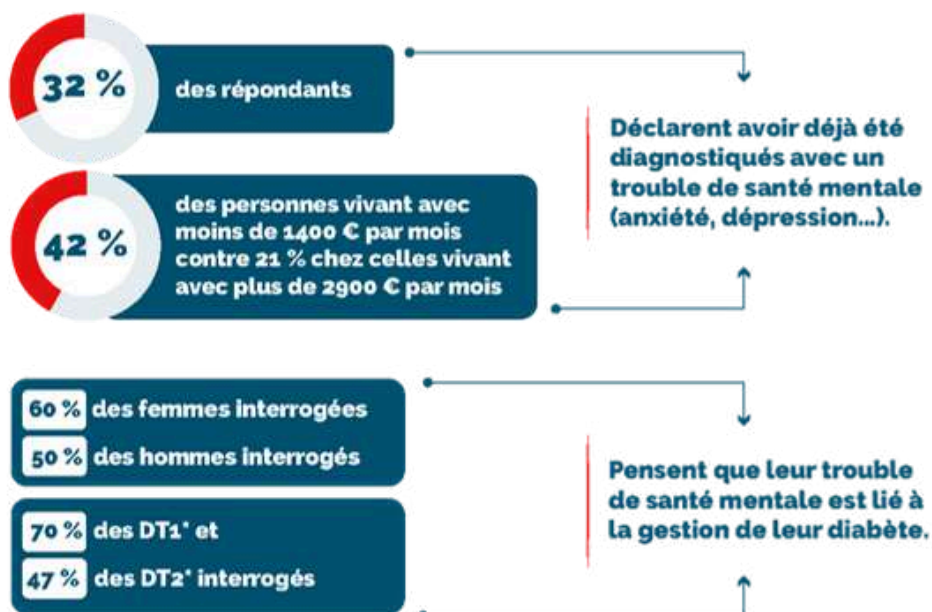 32 %
des répondants
Déclarent avoir déjà été
diagnostiqués avec un
trouble de santé mentale
(anxiété, dépression...).
42 %
des personnes vivant avec
moins de 1400 € par mois
contre 21 % chez celles vivant
avec plus de 2900 € par mois
60 % des femmes interrogées
50 % des hommes interrogés
70 % des DT1* et
47 % des DT2* interrogés
Pensent que leur trouble
de santé mentale est lié à
la gestion de leur diabète.